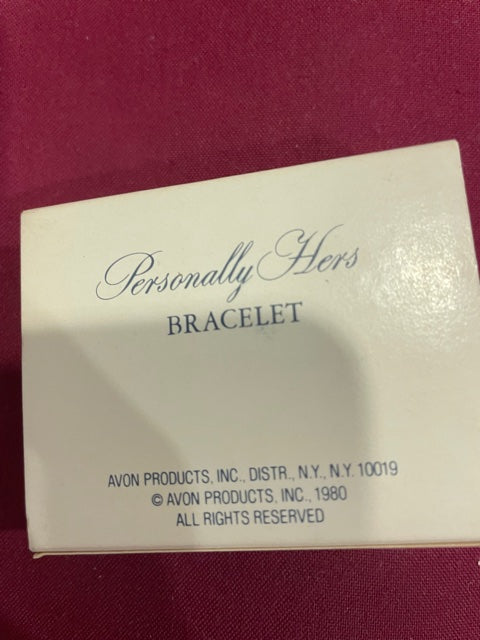 Personally Hers
BRACELET
AVON PRODUCTS, INC., DISTR., N.Y., N.Y. 10019
© AVON PRODUCTS, INC., 1980
ALL RIGHTS RESERVED